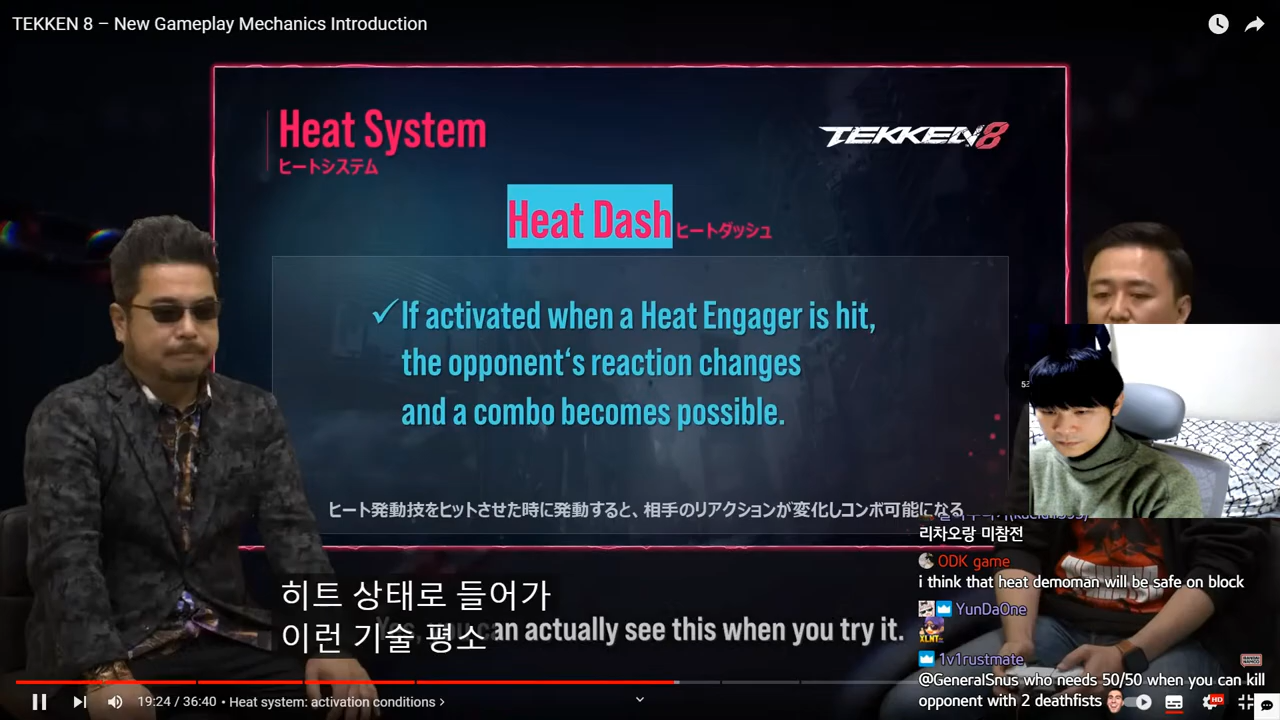 TEKKEN 8 – New Gameplay Mechanics Introduction
Heat System
ヒートシステム
TEKKEN 8
Heat Dash ヒートダッシュ
✓If activated when a Heat Engager is hit,
the opponent‘s reaction changes
and a combo becomes possible.
ヒート発動技をヒットさせた時に発動すると、相手のリアクションが変化しコンボ可能になる
히트 상태로 들어가
이런 기술 평소
can actually see this when you try it.
리차오랑 미참전
ODK game
i think that heat demoman will be safe on block
YunDaOne
XLNT
1v1rustmate
@GeneralSnus who needs 50/50 when you can kill
opponent with 2 deathfists
19:24 / 36:40 • Heat system: activation conditions ›
HD